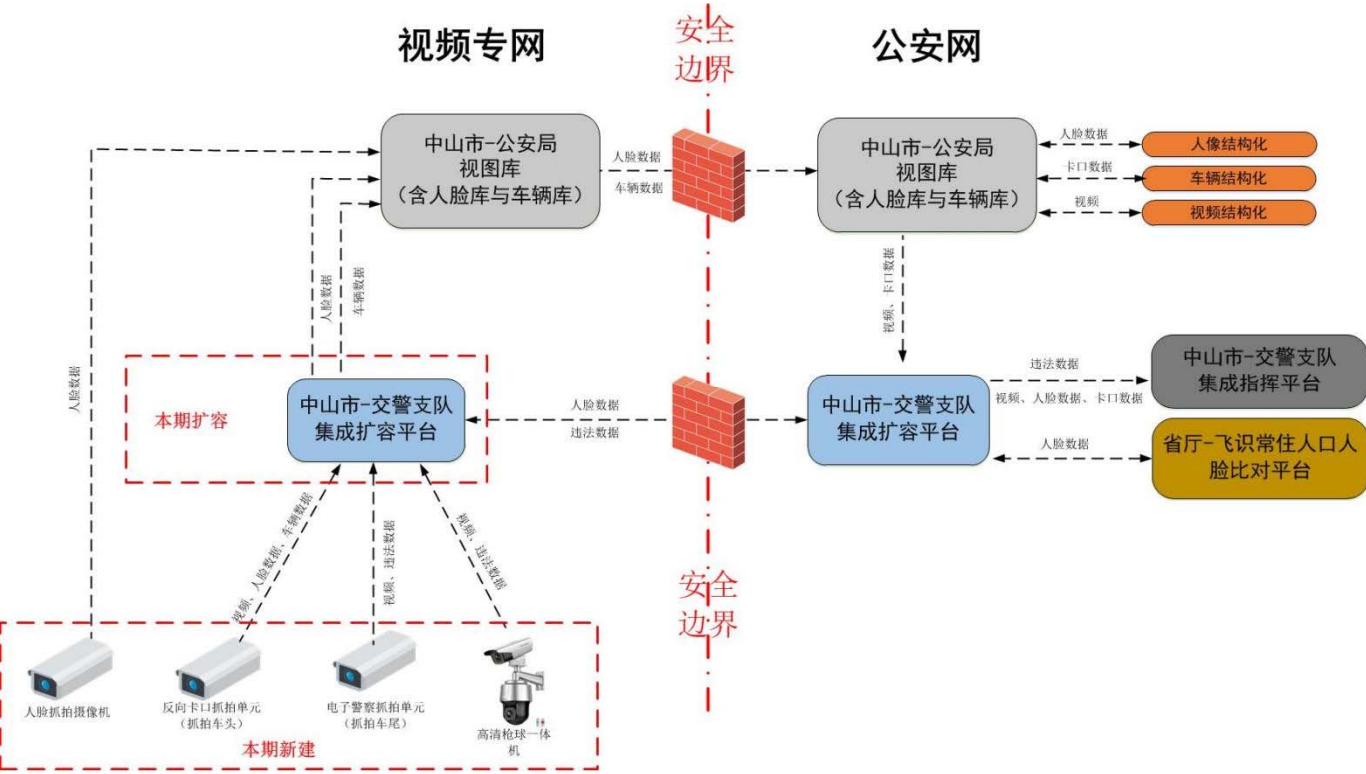 视频专网
安全
边界
公安网
中山市-公安局
视图库
（含人脸库与车辆库）
人脸数据
车辆数据
中山市-公安局
视图库
（含人脸库与车辆库）
人脸数据
人像结构化
卡口数据
车辆结构化
视频
视频结构化
人脸数据
人脸数据
车辆数据
视频、卡口数据
本期扩容
中山市-交警支队
集成扩容平台
人脸数据
违法数据
中山市-交警支队
集成扩容平台
违法数据
视频、人脸数据、卡口数据
中山市-交警支队
集成指挥平台
人脸数据
省厅-飞识常住人口人
脸比对平台
视频、人脸数据、车辆数据
视频、违法数据
视频、违法数据
安全
边界
人脸抓拍摄像机
反向卡口抓拍单元
（抓拍车头）
电子警察抓拍单元
（抓拍车尾）
高清枪球一体
机
本期新建